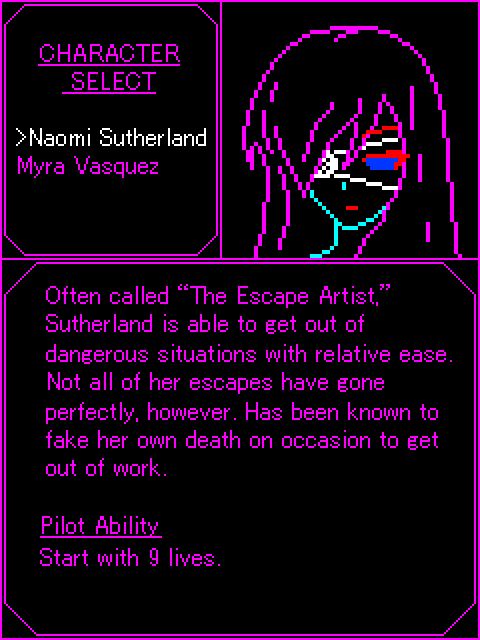 CHARACTER
SELECT
>Naomi Sutherland
Myra Vasquez
Often called “The Escape Artist,”
Sutherland is able to get out of
dangerous situations with relative ease.
Not all of her escapes have gone
perfectly, however. Has been known to
fake her own death on occasion to get
out of work.
Pilot Ability
Start with 9 lives.